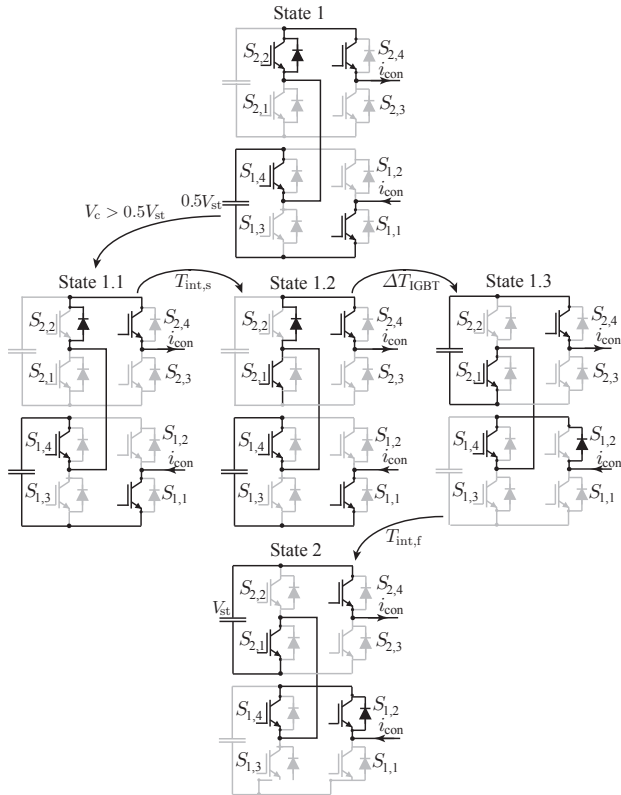 State 1
S2,2
S2,4
icon
S2,1
S2,3
S1,4
S1,2
icon
0.5Vst
S1,3
S1,1
Vc > 0.5Vst
State 1.1
Tint,s
State 1.2
ΔTIGBT
State 1.3
S2,2
S2,4
icon
S2,1
S2,3
S1,4
S1,2
icon
S1,3
S1,1
S2,2
S2,4
icon
S2,1
S2,3
S1,4
S1,2
icon
S1,3
S1,1
S2,2
S2,4
icon
S2,1
S2,3
S1,4
S1,2
icon
S1,3
S1,1
Tint,f
State 2
S2,2
S2,4
Vst
icon
S2,1
S2,3
S1,4
S1,2
icon
S1,3
S1,1